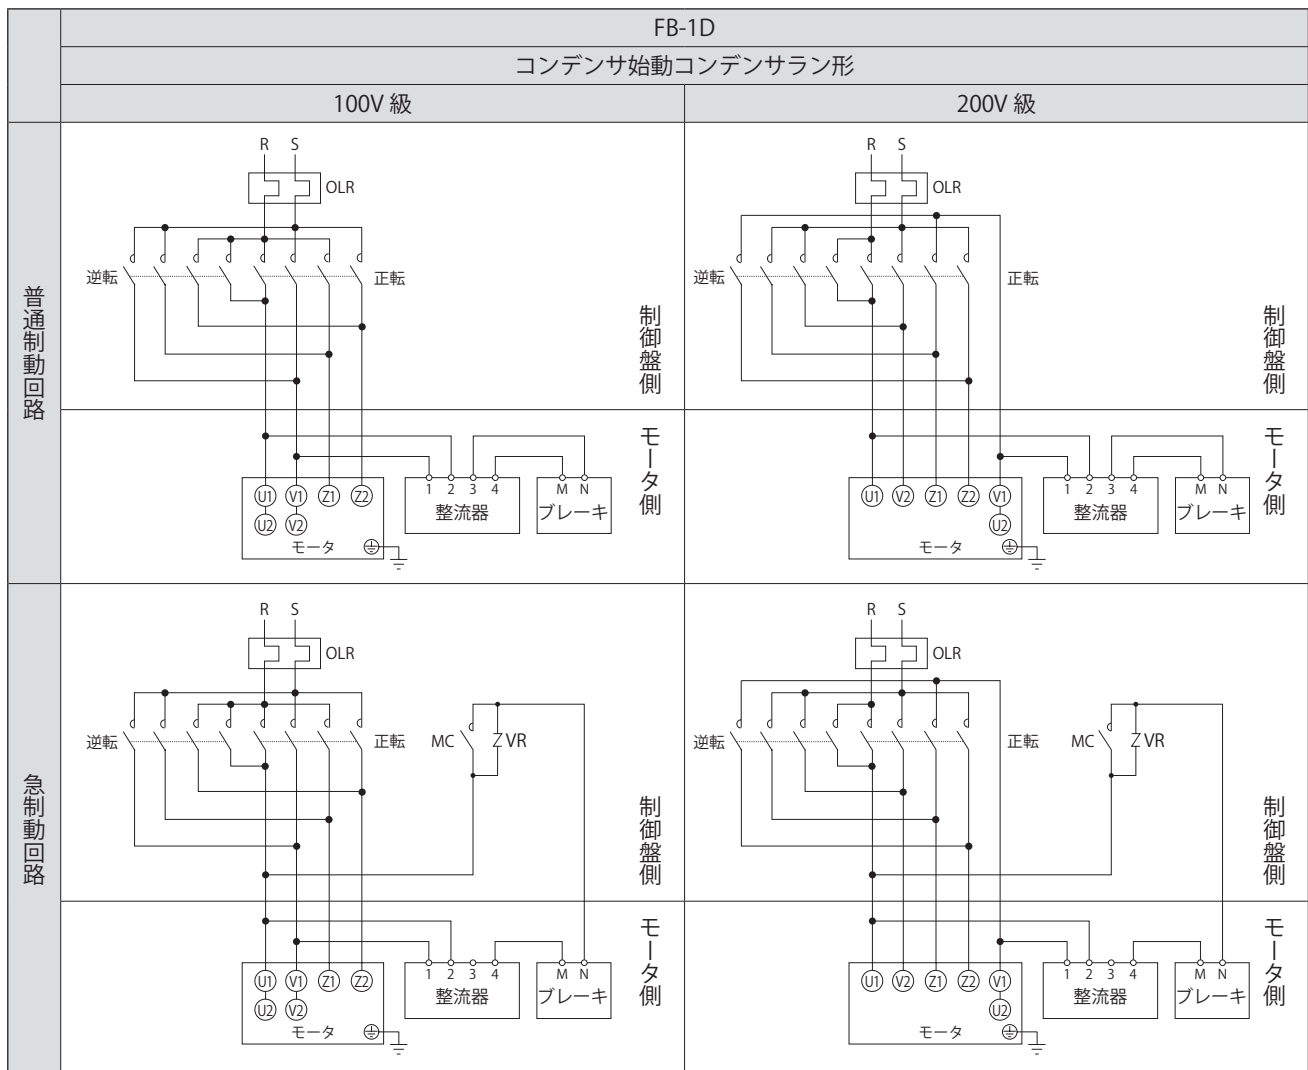 FB-1D
コンデンサ始動コンデンサラン形
100V 級
200V 級
普通制動回路
R S
OLR
逆転
正転
制御盤側
モータ側
U1 V1 Z1 Z2
U2 V2
モータ
1 2 3 4
整流器
M N
ブレーキ
R S
OLR
逆転
正転
制御盤側
モータ側
U1 V2 Z1 Z2 V1
U2
モータ
1 2 3 4
整流器
M N
ブレーキ
急制動回路
R S
OLR
逆転
正転
MC
VR
制御盤側
モータ側
U1 V1 Z1 Z2
U2 V2
モータ
1 2 3 4
整流器
M N
ブレーキ
R S
OLR
逆転
正転
MC
VR
制御盤側
モータ側
U1 V2 Z1 Z2 V1
U2
モータ
1 2 3 4
整流器
M N
ブレーキ